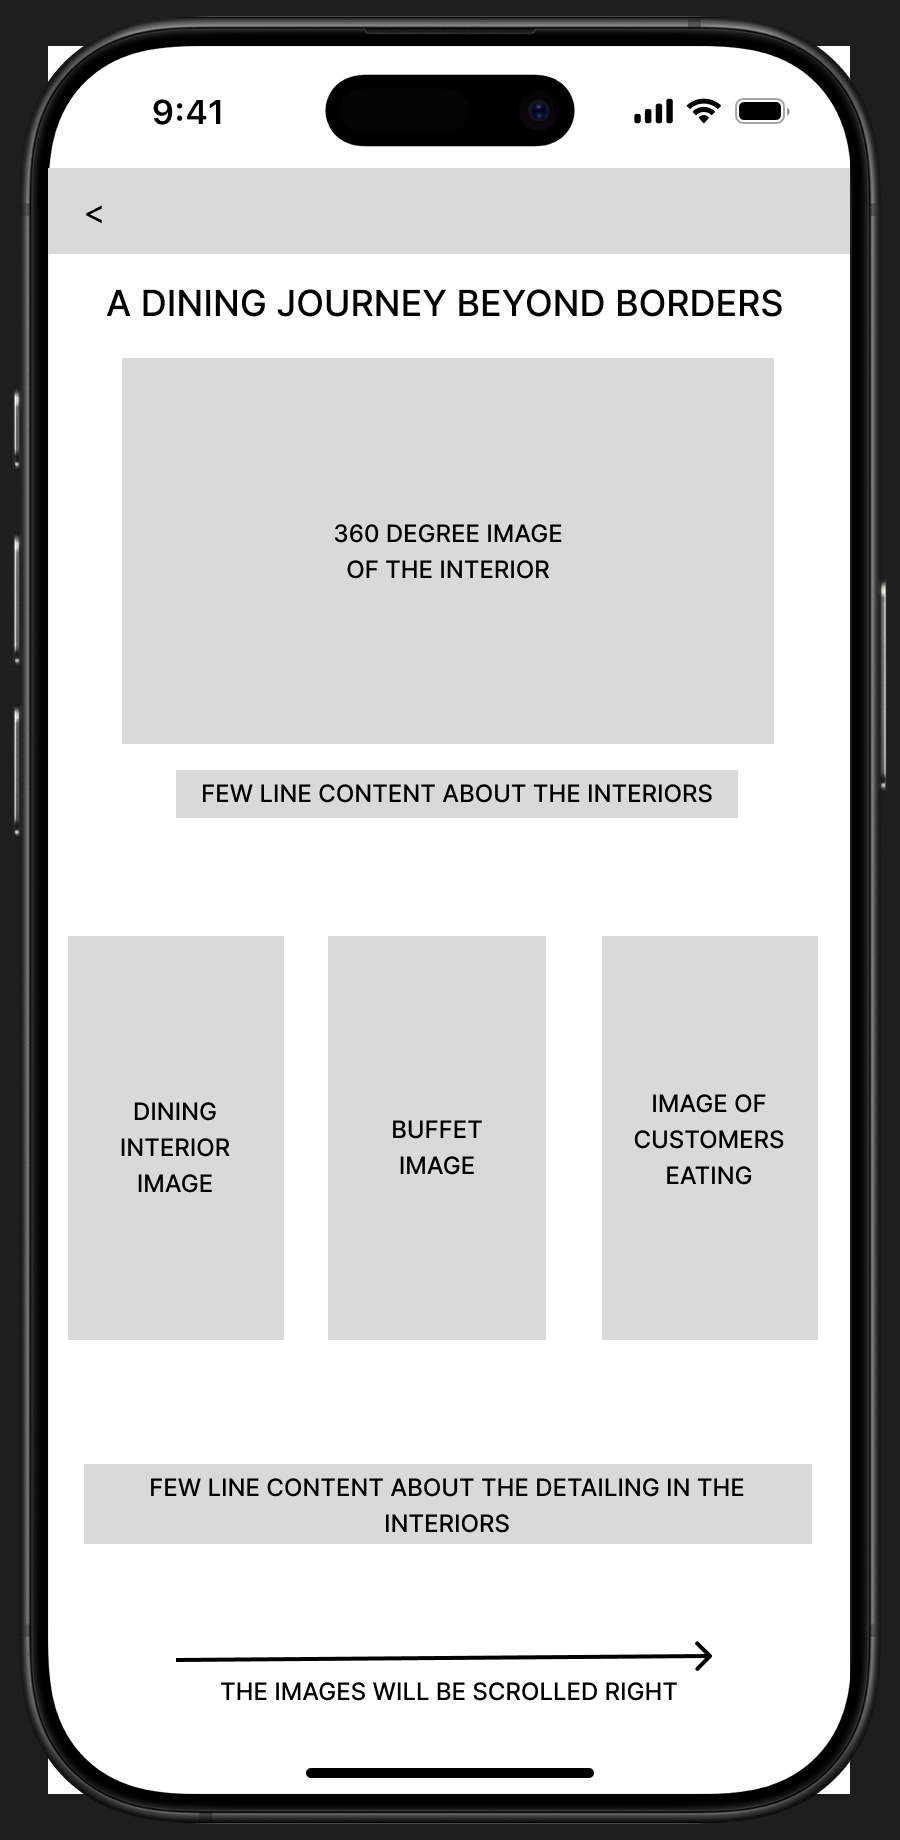 9:41
<
A DINING JOURNEY BEYOND BORDERS
360 DEGREE IMAGE
OF THE INTERIOR
FEW LINE CONTENT ABOUT THE INTERIORS
DINING
INTERIOR
IMAGE
BUFFET
IMAGE
IMAGE OF
CUSTOMERS
EATING
FEW LINE CONTENT ABOUT THE DETAILING IN THE
INTERIORS
THE IMAGES WILL BE SCROLLED RIGHT